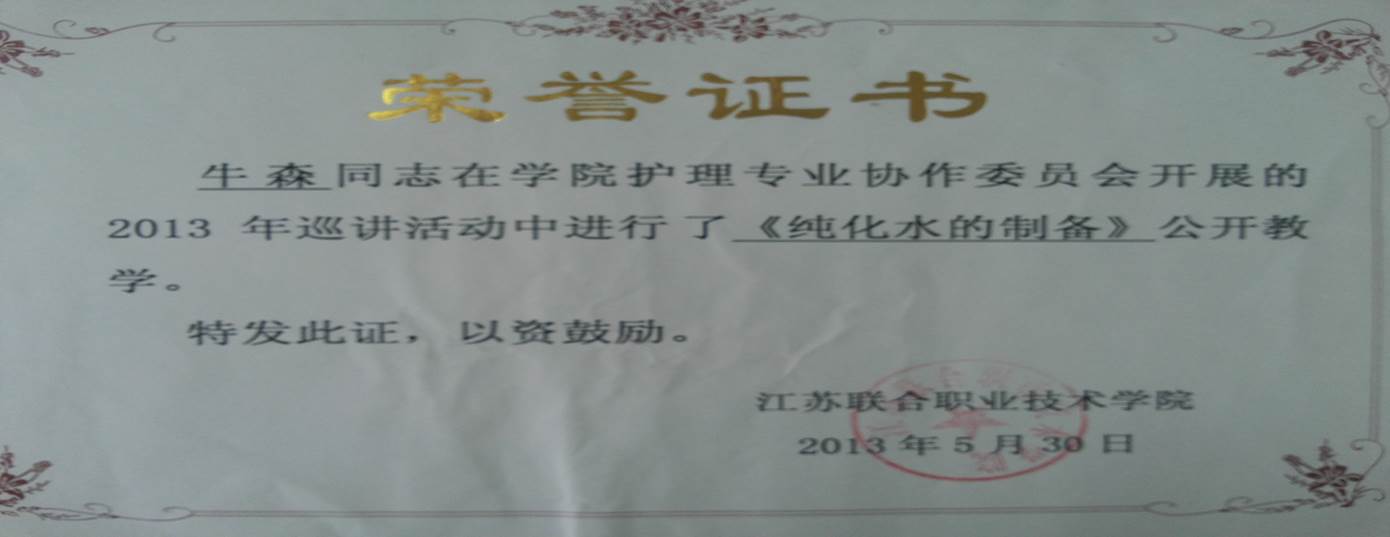 荣誉证书
牛森同志在学院护理专业协作委员会开展的
2013 年巡讲活动中进行了《纯化水的制备》公开教
学。
特发此证，以资鼓励。
江苏联合职业技术学院
2013 年 5 月 30 日